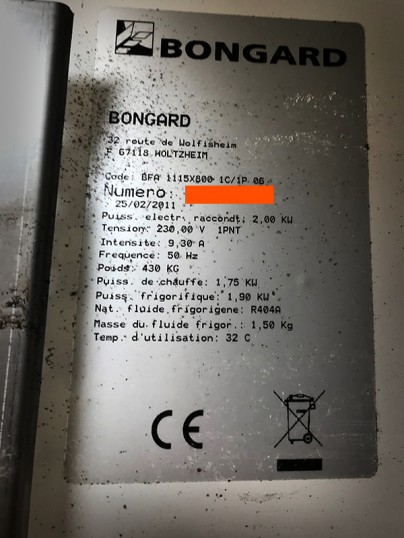 BONGARD
BONGARD
32 route de Wolfisheim
F 67118 HOLTZHEIM
Code: BFA 1115X800 1C/1P 06
Numero:
25/02/2011
Puiss. electr. raccordt: 2,00 KW
Tension: 230,00 V 1PNT
Intensite: 9,30 A
Frequence: 50 Hz
Poids: 430 KG
Puiss. de chauffe: 1,75 KW
Puiss. frigorifique: 1,90 KW
Nat. fluide frigorigene: R404A
Masse du fluide frigor.: 1,50 Kg
Temp. d'utilisation: 32 C
CE